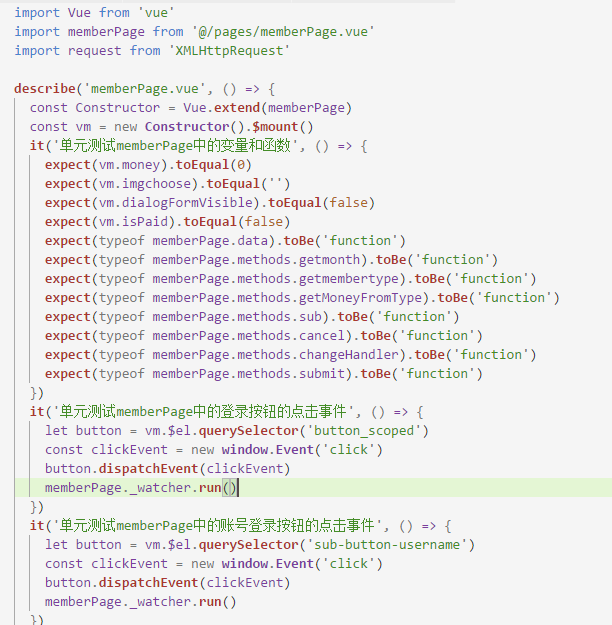 import Vue from 'vue'
import memberPage from '@/pages/memberPage.vue'
import request from 'XMLHttpRequest'
describe('memberPage.vue', () => {
const Constructor = Vue.extend(memberPage)
const vm = new Constructor().$mount()
it('单元测试memberPage中的变量和函数', () => {
expect(vm.money).toEqual(0)
expect(vm.imgchoose).toEqual('')
expect(vm.dialogFormVisible).toEqual(false)
expect(vm.isPaid).toEqual(false)
expect(typeof memberPage.data).toBe('function')
expect(typeof memberPage.methods.getmonth).toBe('function')
expect(typeof memberPage.methods.getmembertype).toBe('function')
expect(typeof memberPage.methods.getMoneyFromType).toBe('function')
expect(typeof memberPage.methods.sub).toBe('function')
expect(typeof memberPage.methods.cancel).toBe('function')
expect(typeof memberPage.methods.changeHandler).toBe('function')
expect(typeof memberPage.methods.submit).toBe('function')
})
it('单元测试memberPage中的登录按钮的点击事件', () => {
let button = vm.$el.querySelector('button_scoped')
const clickEvent = new window.Event('click')
button.dispatchEvent(clickEvent)
memberPage._watcher.run()
})
it('单元测试memberPage中的账号登录按钮的点击事件', () => {
let button = vm.$el.querySelector('sub-button-username')
const clickEvent = new window.Event('click')
button.dispatchEvent(clickEvent)
memberPage._watcher.run()
})